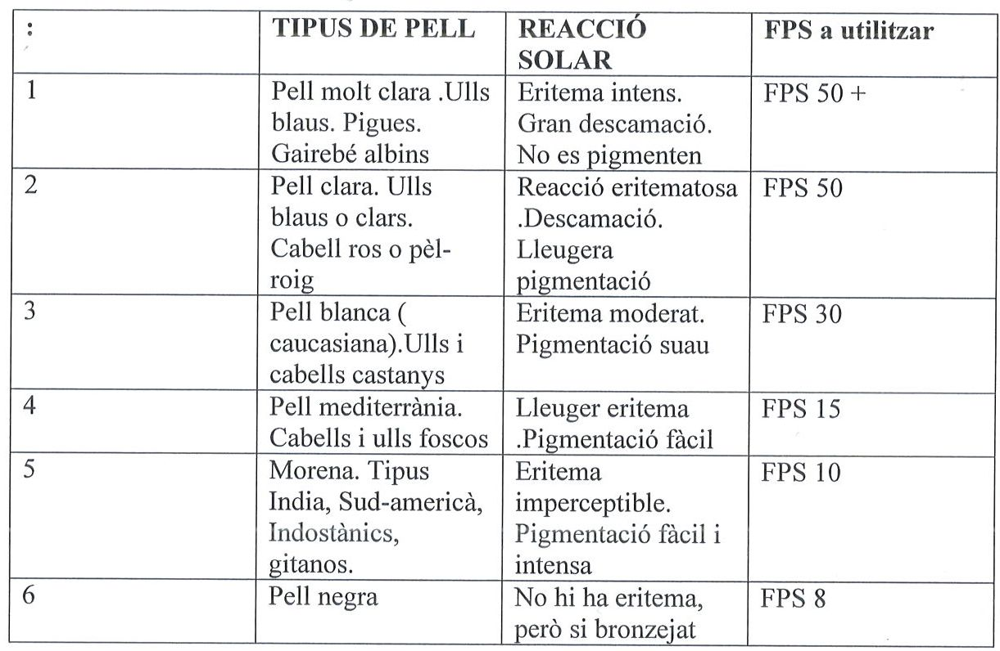 :
TIPUS DE PELL
REACCIÓ
SOLAR
FPS a utilitzar
1
Pell molt clara .Ulls
blaus. Pigues.
Gairebé albins
Eritema intens.
Gran descamació.
No es pigmenten
FPS 50 +
2
Pell clara. Ulls
blaus o clars.
Cabell ros o pèl-
roig
Reacció eritematosa
.Descamació.
Lleugera
pigmentació
FPS 50
3
Pell blanca (
caucasiana).Ulls i
cabells castanys
Eritema moderat.
Pigmentació suau
FPS 30
4
Pell mediterrània.
Cabells i ulls foscos
Lleuger eritema
.Pigmentació fàcil
FPS 15
5
Morena. Tipus
India, Sud-americà,
Indostànics,
gitanos.
Eritema
imperceptible.
Pigmentació fàcil i
intensa
FPS 10
6
Pell negra
No hi ha eritema,
però si bronzejat
FPS 8